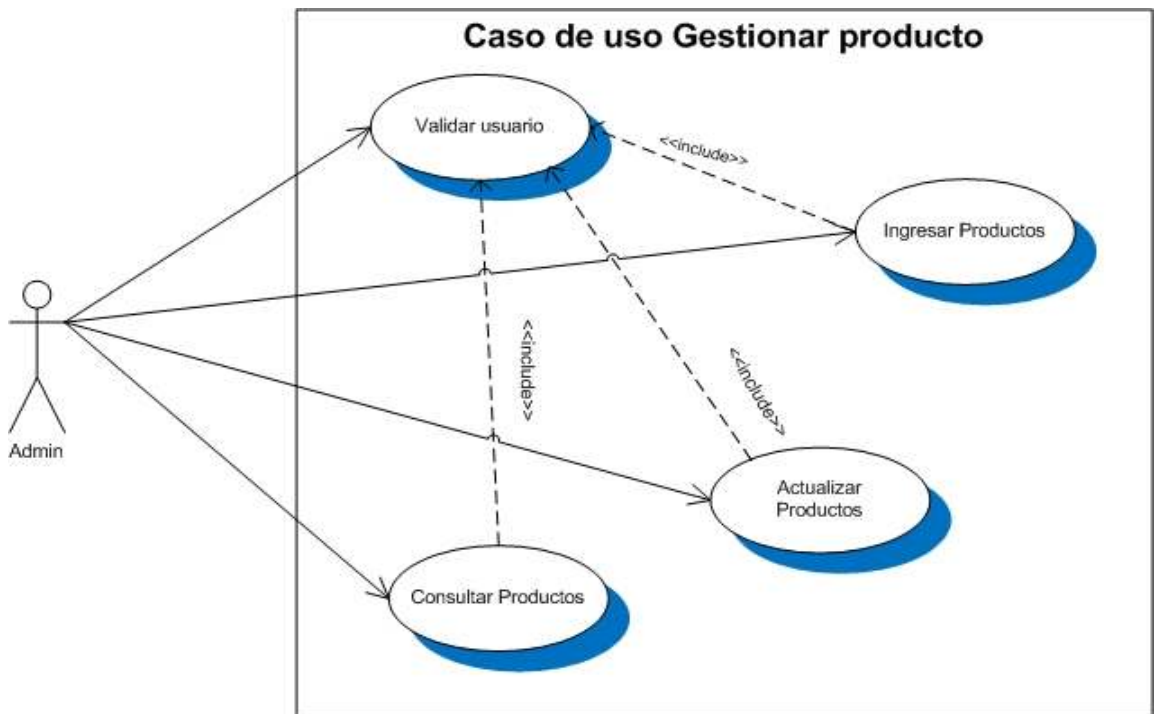 Caso de uso Gestionar producto
Validar usuario
<<include>>
Ingresar Productos
<<include>>
<<include>>
Admin
Actualizar
Productos
Consultar Productos